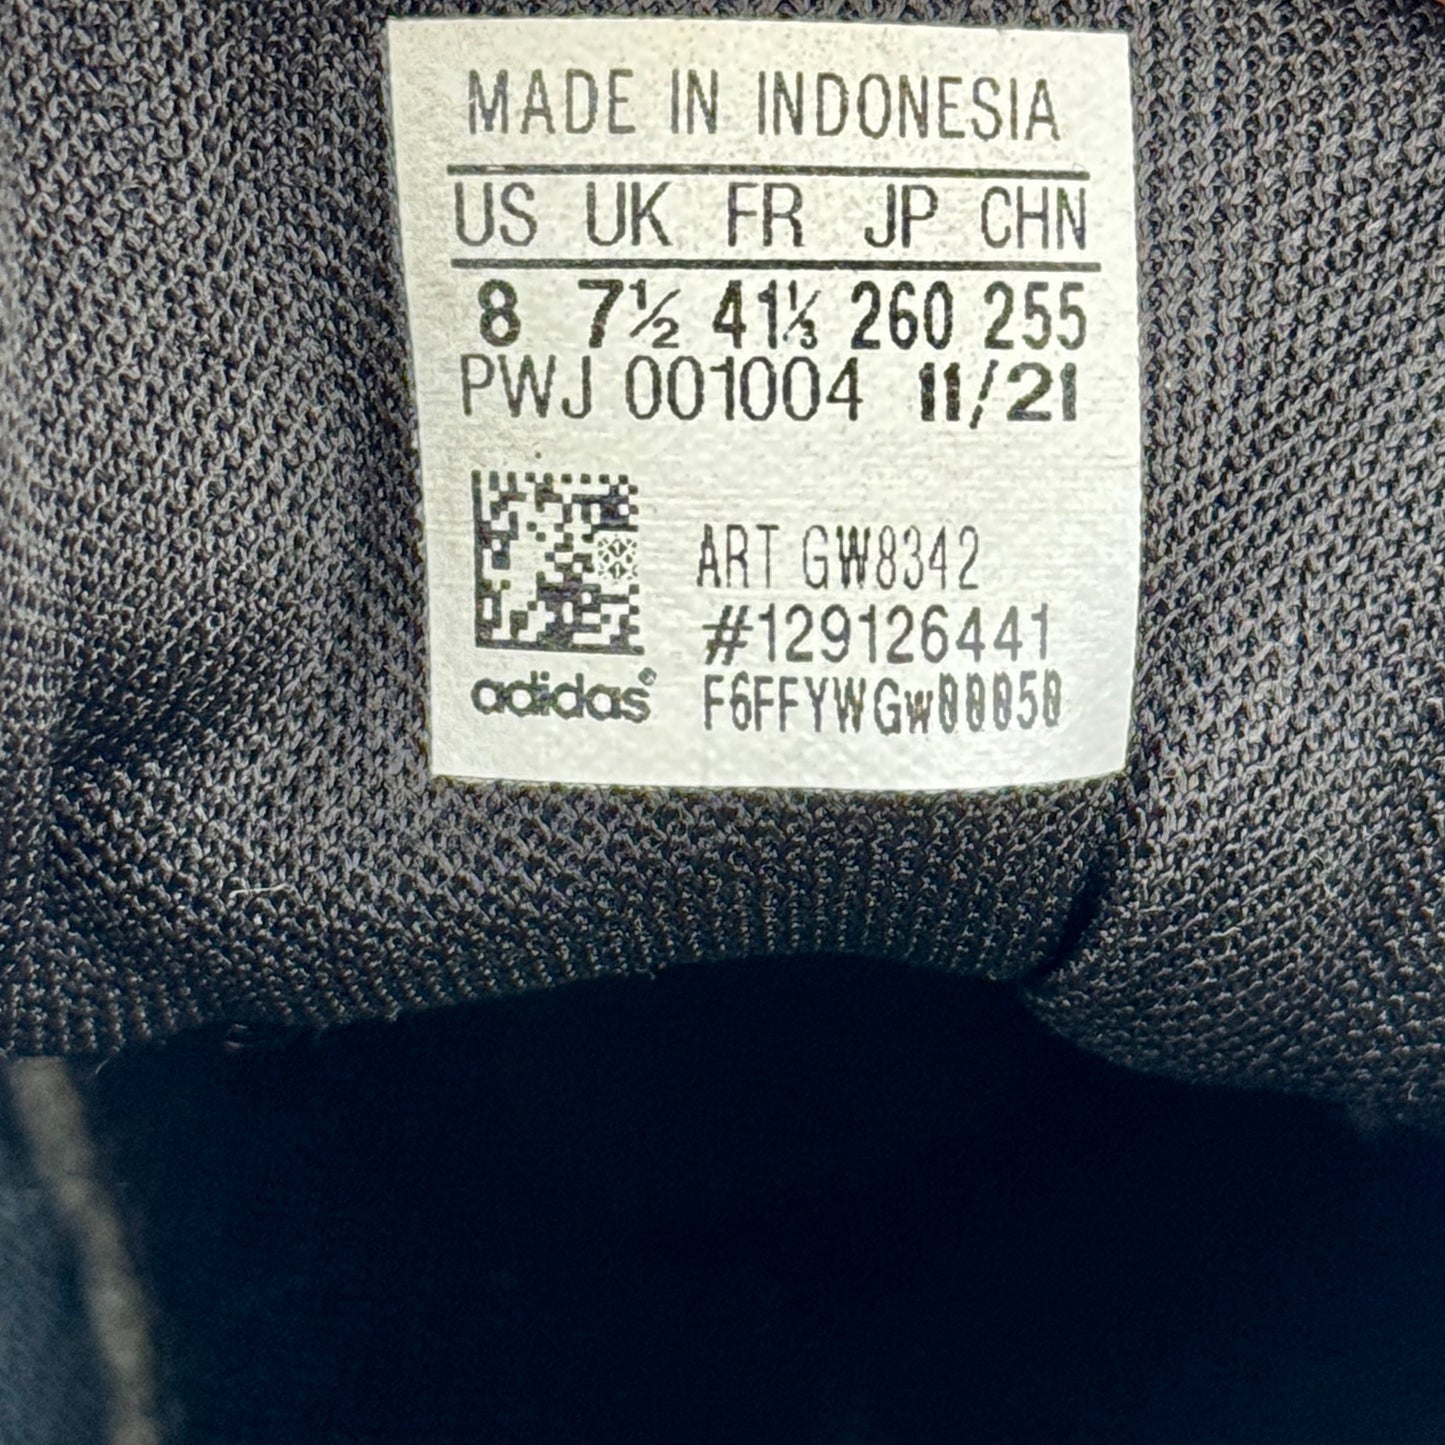 MADE IN INDONESIA
US UK FR JP CHN
8 7½ 41⅓ 260 255
PWJ 001004 11/21
ART GW8342
#129126441
adidas® F6FFYWGw00050